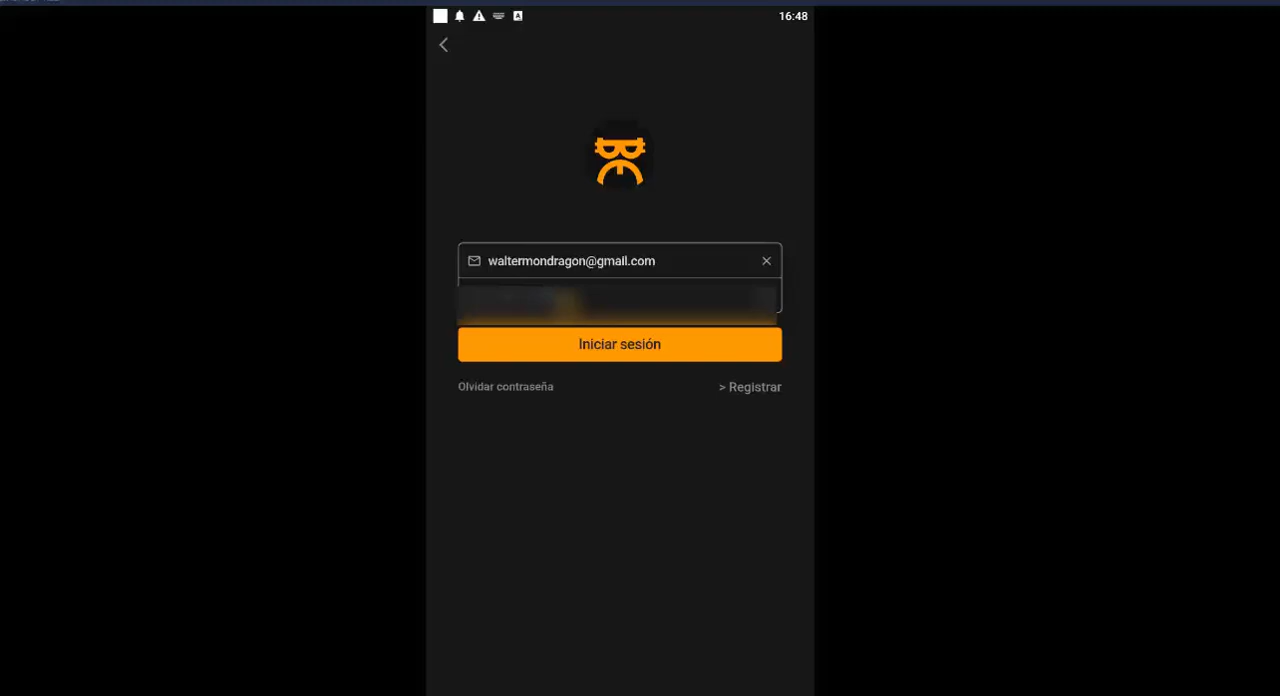 16:48
waltermondragon@gmail.com
Iniciar sesión
Olvidar contraseña
> Registrar